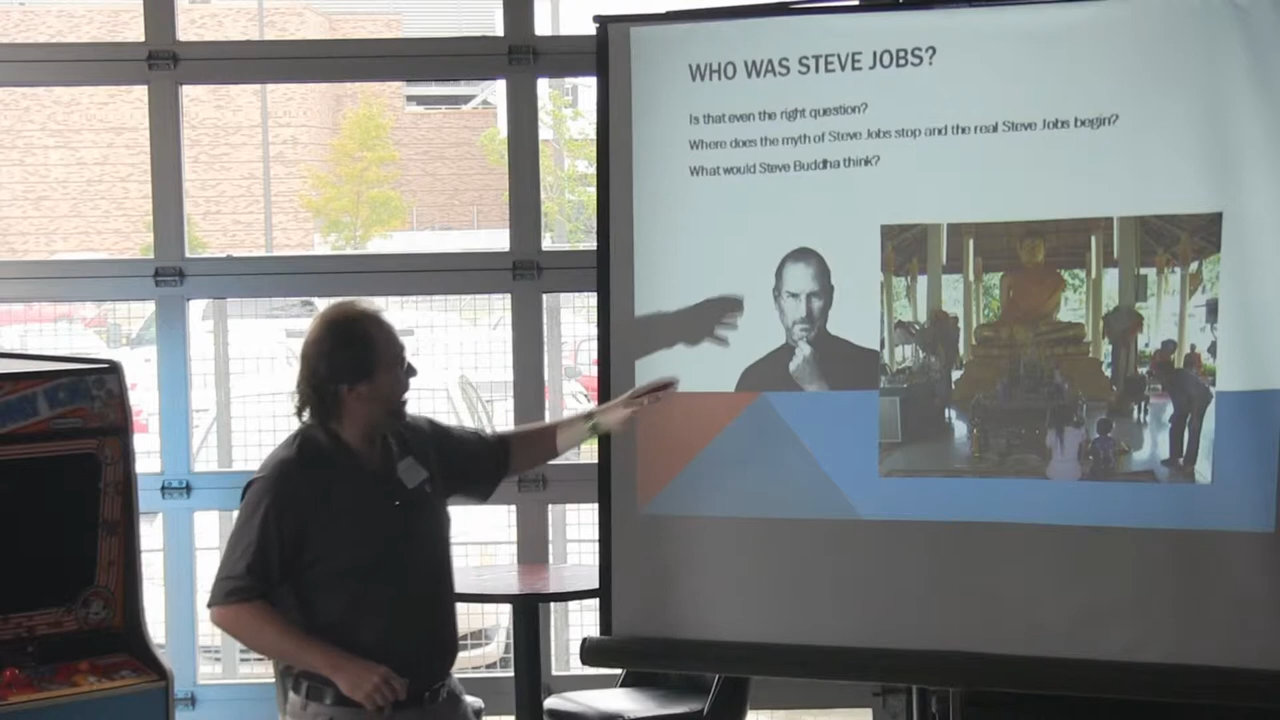 WHO WAS STEVE JOBS?
Is that even the right question?
Where does the myth of Steve Jobs stop and the real Steve Jobs begin?
What would Steve Buddha think?